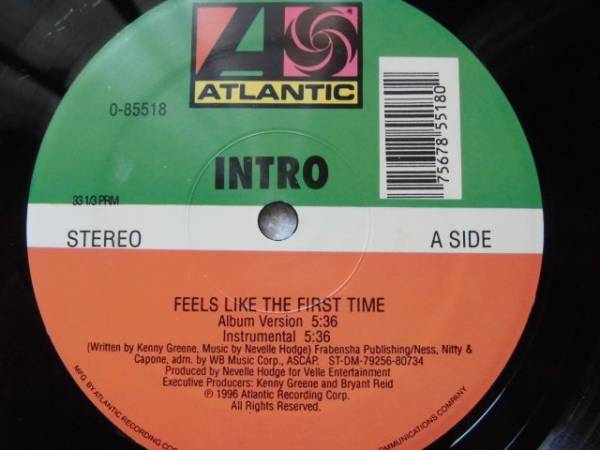 ATLANTIC
0-85518
75678 55180
INTRO
33 1/3 PRM
STEREO
A SIDE
FEELS LIKE THE FIRST TIME
Album Version 5:36
Instrumental 5:36
(Written by Kenny Greene, Music by Nevelle Hodge) Frabensha Publishing/Ness, Nitty &
Capone, adm. by WB Music Corp., ASCAP. ST-DM-79256-80734
Produced by Nevelle Hodge for Velle Entertainment
Executive Producers: Kenny Greene and Bryant Reid
℗ 1996 Atlantic Recording Corp.
All Rights Reserved.
MFG. BY ATLANTIC RECORDING
COMMUNICATIONS COMPANY